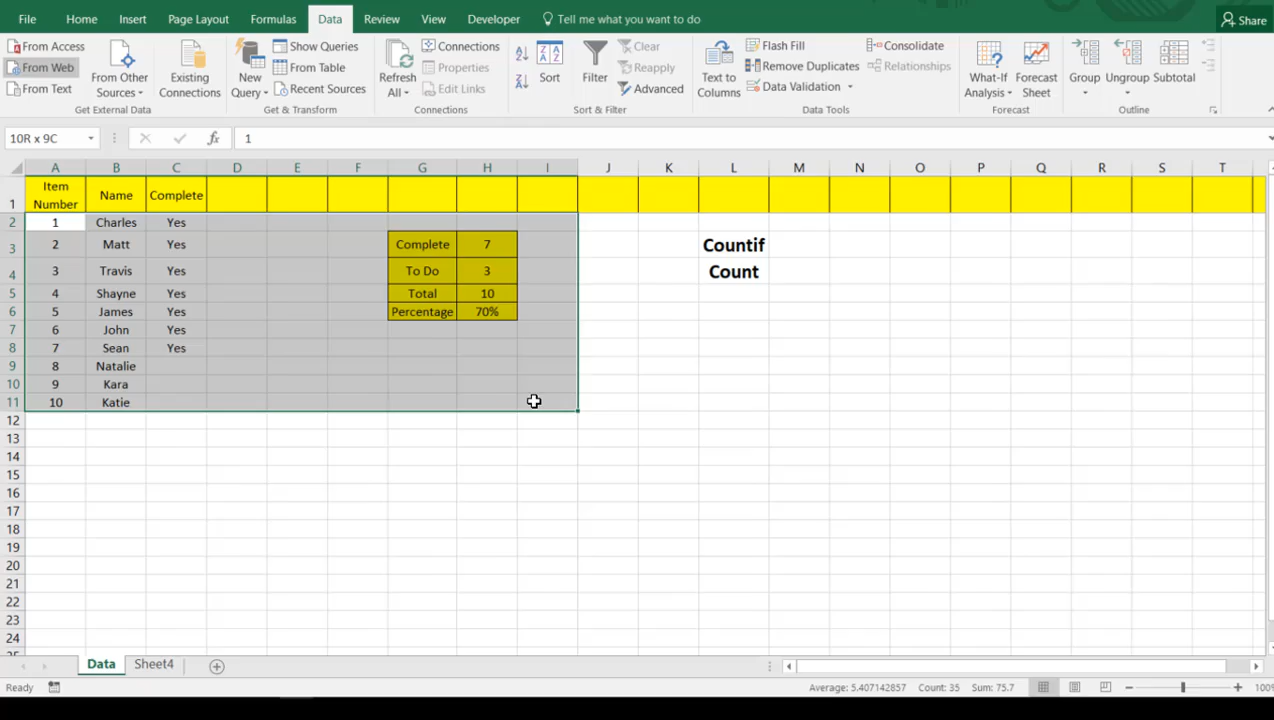 File Home Insert Page Layout Formulas Data Review View Developer Tell me what you want to do Share
From Access
From Web
From Text
From Other Sources
Existing Connections
Get External Data
New Query
Show Queries
From Table
Recent Sources
Get & Transform
Refresh All
Connections
Properties
Edit Links
Connections
Sort
Filter
Clear
Reapply
Advanced
Sort & Filter
Text to Columns
Flash Fill
Remove Duplicates
Data Validation
Consolidate
Relationships
Data Tools
What-If Analysis
Forecast Sheet
Forecast
Group
Ungroup
Subtotal
Outline
10R x 9C fx 1
A B C D E F G H I J K L M N O P Q R S T
1 Item Number Name Complete
2 1 Charles Yes
3 2 Matt Yes Complete 7 Countif
4 3 Travis Yes To Do 3 Count
5 4 Shayne Yes Total 10
6 5 James Yes Percentage 70%
7 6 John Yes
8 7 Sean Yes
9 8 Natalie
10 9 Kara
11 10 Katie
12
13
14
15
16
17
18
19
20
21
22
23
24
Data Sheet4
Ready Average: 5.407142857 Count: 35 Sum: 75.7